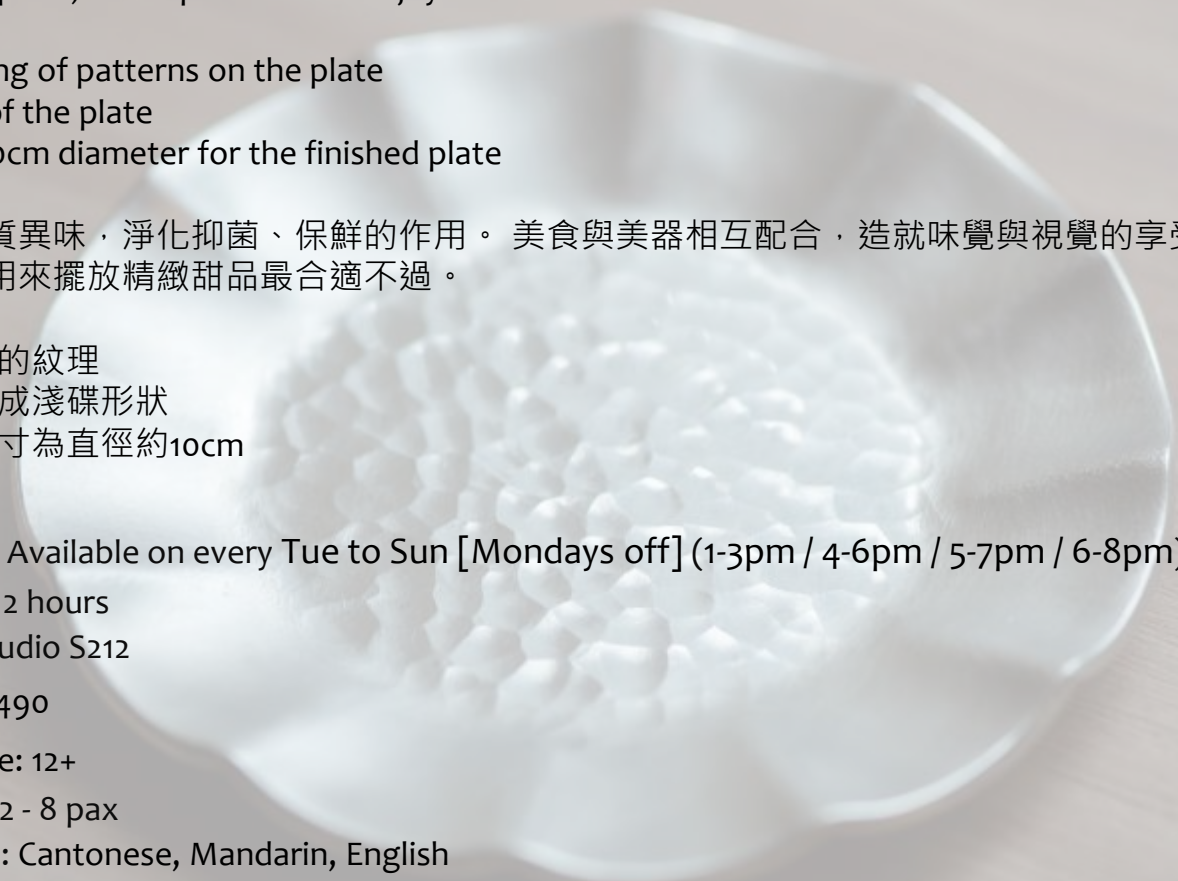 ng of patterns on the plate
of the plate
0cm diameter for the finished plate
質異味，淨化抑菌、保鮮的作用。 美食與美器相互配合，造就味覺與視覺的享受
用來擺放精緻甜品最合適不過。
的紋理
成淺碟形狀
寸為直徑約10cm
Available on every Tue to Sun [Mondays off] (1-3pm / 4-6pm / 5-7pm / 6-8pm)
2 hours
udio S212
490
e: 12+
2 - 8 pax
: Cantonese, Mandarin, English